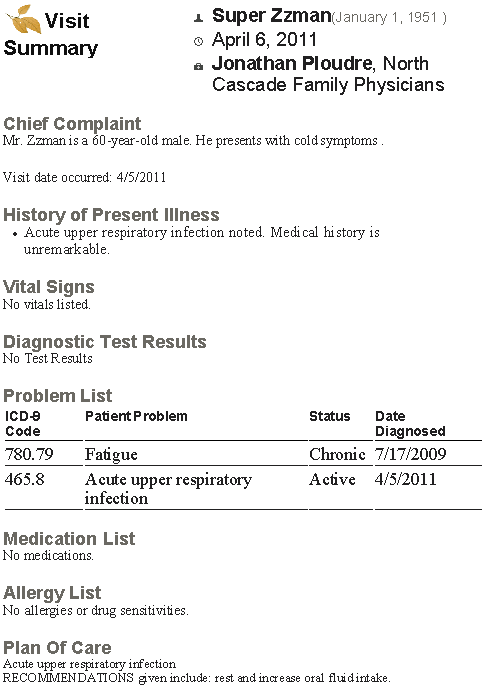 Visit Summary
Super Zzman(January 1, 1951 )
April 6, 2011
Jonathan Ploudre, North
Cascade Family Physicians
Chief Complaint
Mr. Zzman is a 60-year-old male. He presents with cold symptoms .
Visit date occurred: 4/5/2011
History of Present Illness
• Acute upper respiratory infection noted. Medical history is
unremarkable.
Vital Signs
No vitals listed.
Diagnostic Test Results
No Test Results
Problem List
ICD-9 Code Patient Problem Status Date Diagnosed
780.79 Fatigue Chronic 7/17/2009
465.8 Acute upper respiratory infection Active 4/5/2011
Medication List
No medications.
Allergy List
No allergies or drug sensitivities.
Plan Of Care
Acute upper respiratory infection
RECOMMENDATIONS given include: rest and increase oral fluid intake.